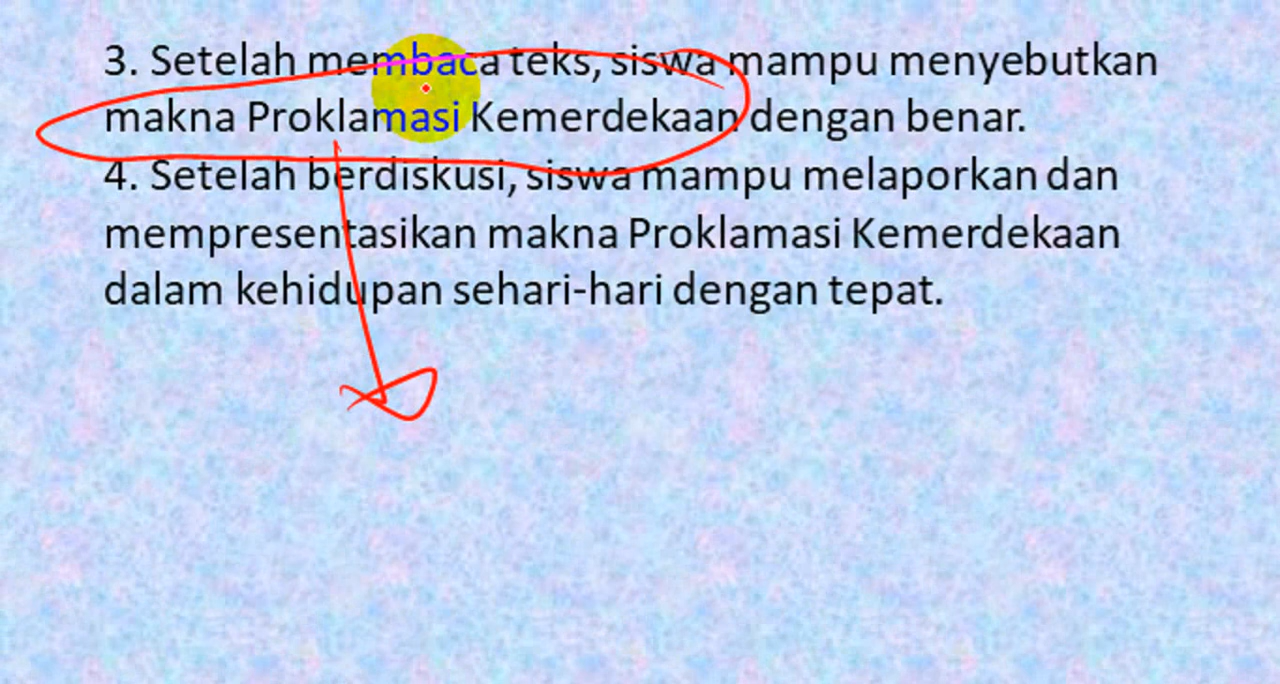 3. Setelah membaca teks, siswa mampu menyebutkan
makna Proklamasi Kemerdekaan dengan benar.
4. Setelah berdiskusi, siswa mampu melaporkan dan
mempresentasikan makna Proklamasi Kemerdekaan
dalam kehidupan sehari-hari dengan tepat.